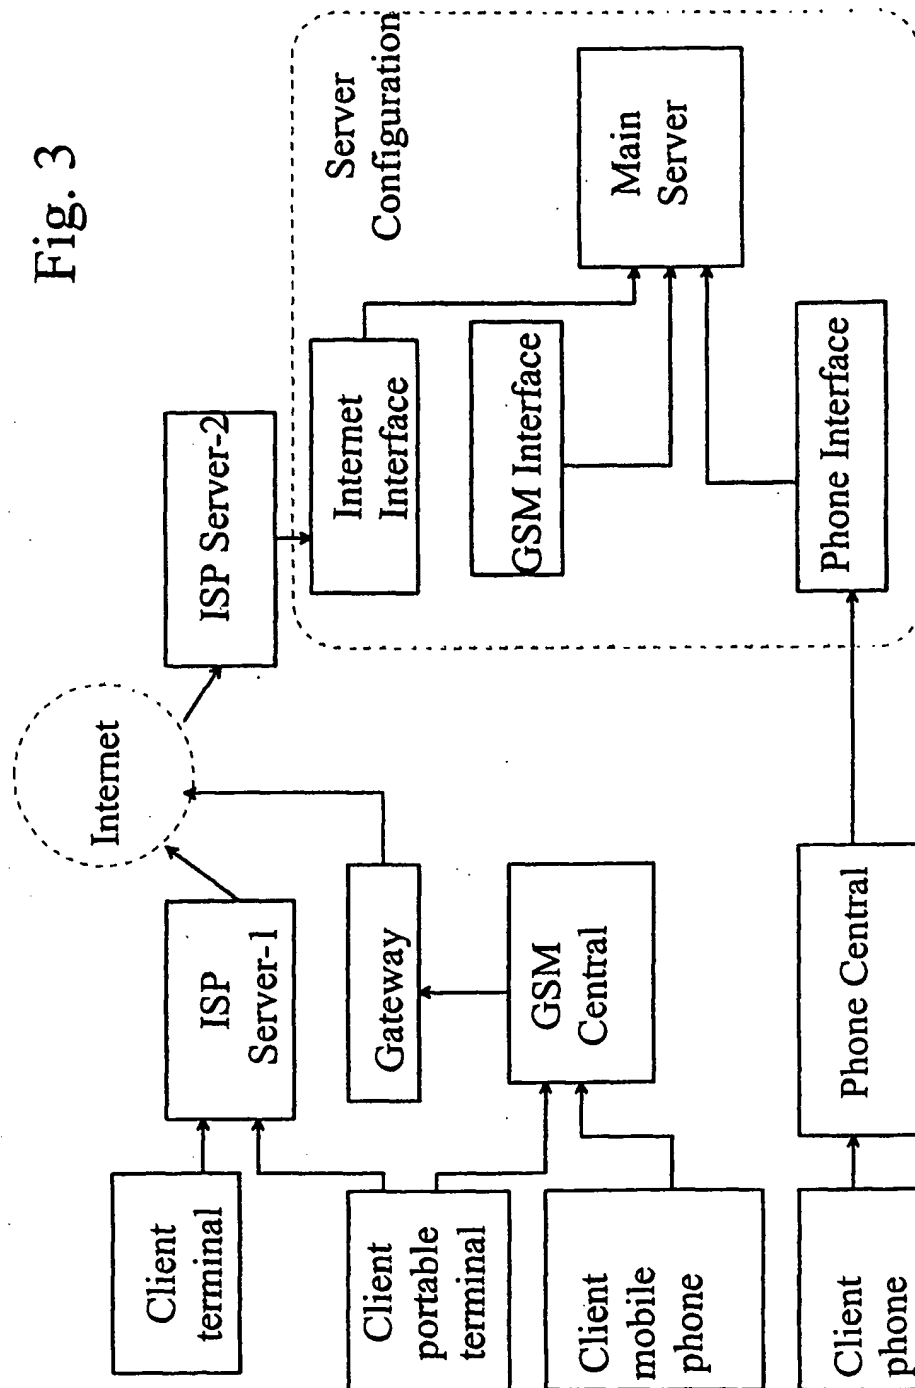 Fig. 3
Server
Configuration
Main
Server
Internet
Interface
GSM Interface
Phone Interface
ISP Server-2
Internet
ISP
Server-1
Gateway
GSM
Central
Phone Central
Client
terminal
Client
portable
terminal
Client
mobile
phone
Client
phone